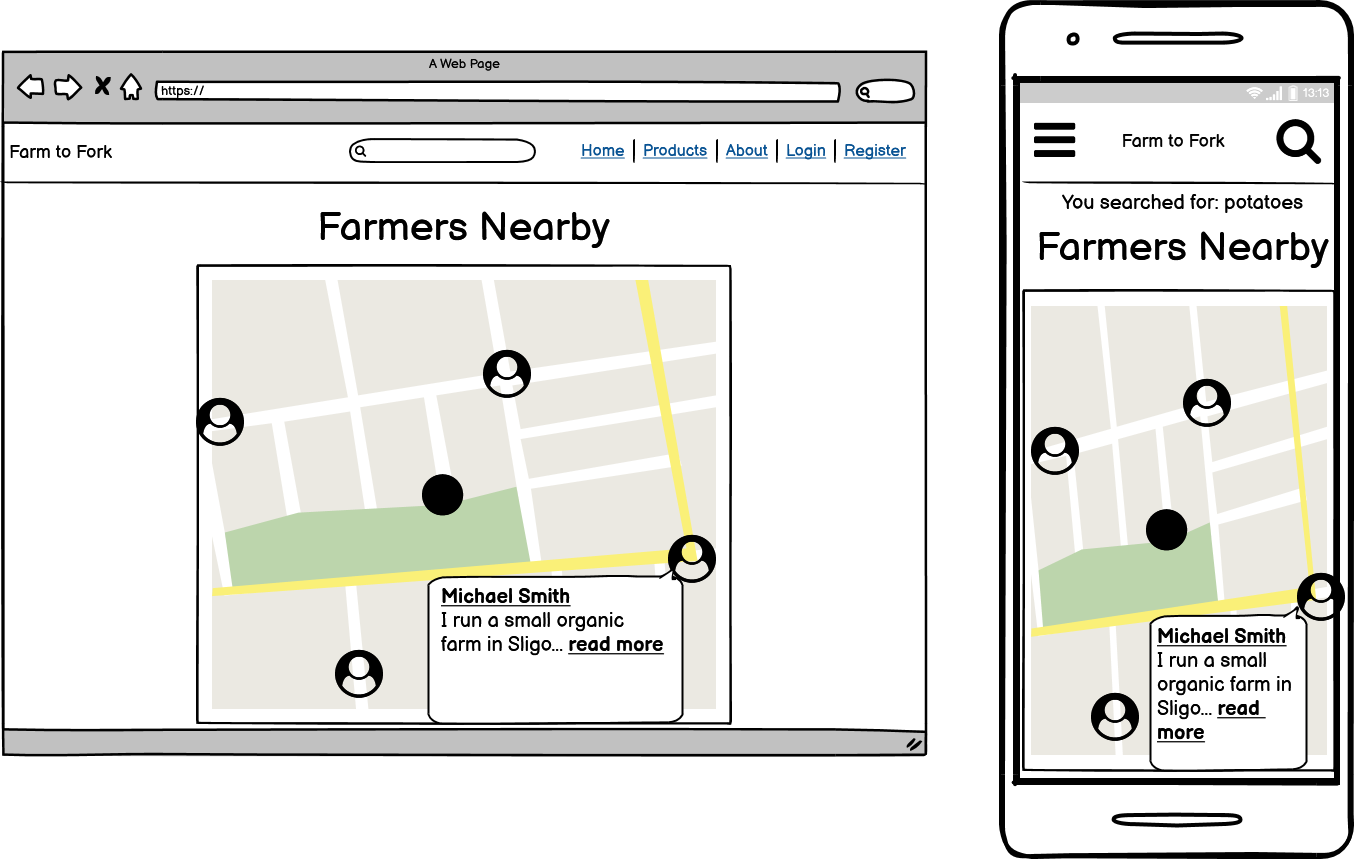 A Web Page
https://
Farm to Fork
Home
Products
About
Login
Register
Farmers Nearby
Michael Smith
I run a small organic
farm in Sligo... read more
13:13
Farm to Fork
You searched for: potatoes
Farmers Nearby
Michael Smith
I run a small
organic farm in
Sligo... read
more